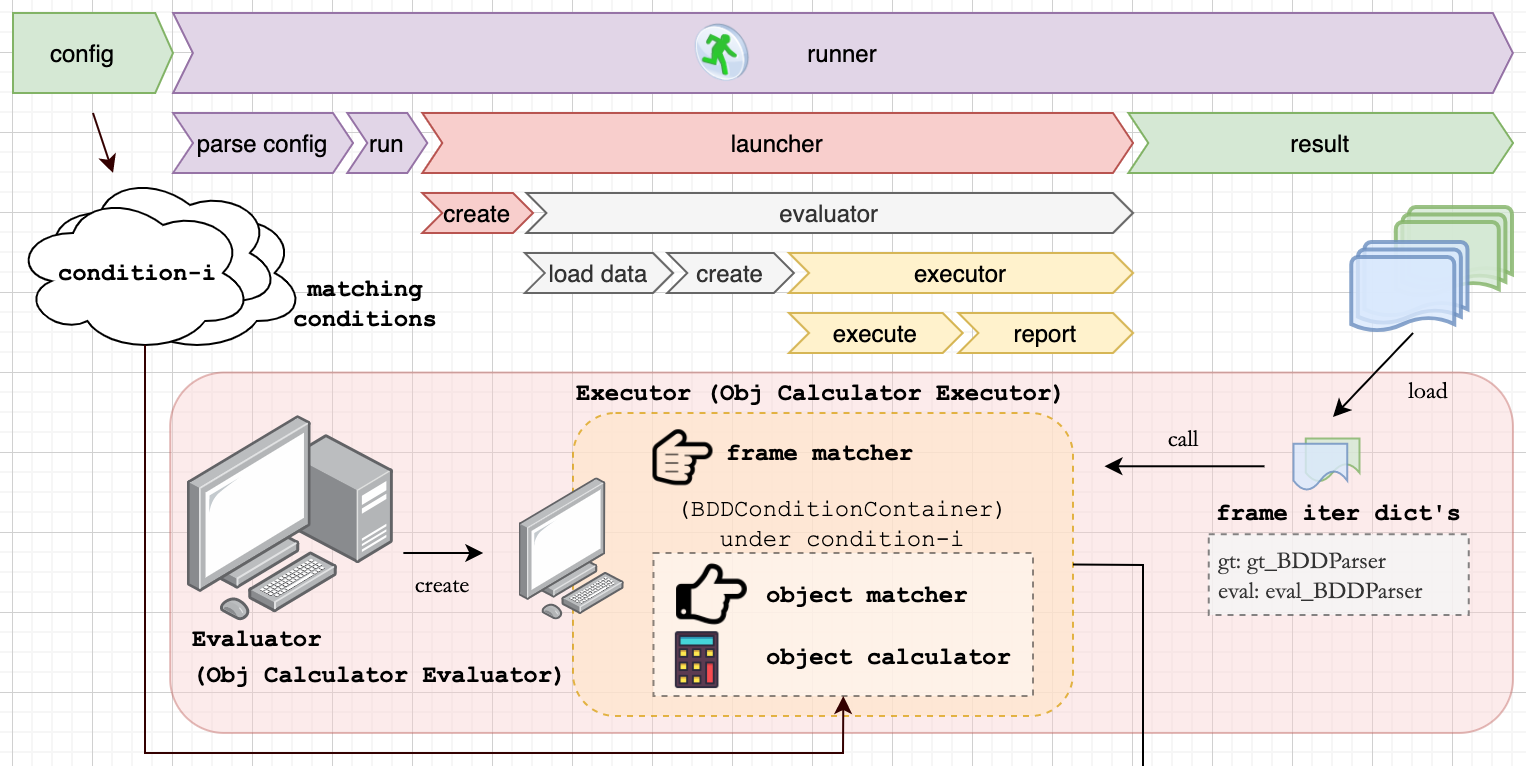 config
runner
parse config
run
launcher
result
create
evaluator
load data
create
executor
execute
report
condition-i
matching
conditions
load
Executor (Obj Calculator Executor)
frame matcher
call
(BDDConditionContainer)
under condition-i
frame iter dict's
gt: gt_BDDParser
eval: eval_BDDParser
create
object matcher
object calculator
Evaluator
(Obj Calculator Evaluator)